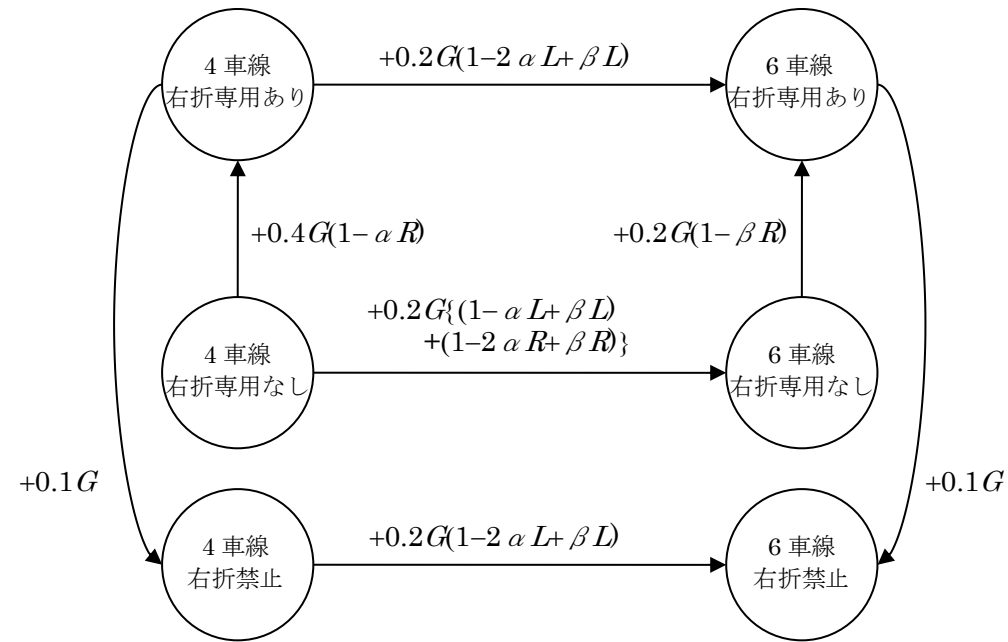 +0.2G(1−2αL+βL)
4 車線
右折専用あり
6 車線
右折専用あり
+0.4G(1−αR)
+0.2G(1−βR)
+0.2G{(1−αL+βL)
+(1−2αR+βR)}
4 車線
右折専用なし
6 車線
右折専用なし
+0.1G
+0.1G
+0.2G(1−2αL+βL)
4 車線
右折禁止
6 車線
右折禁止